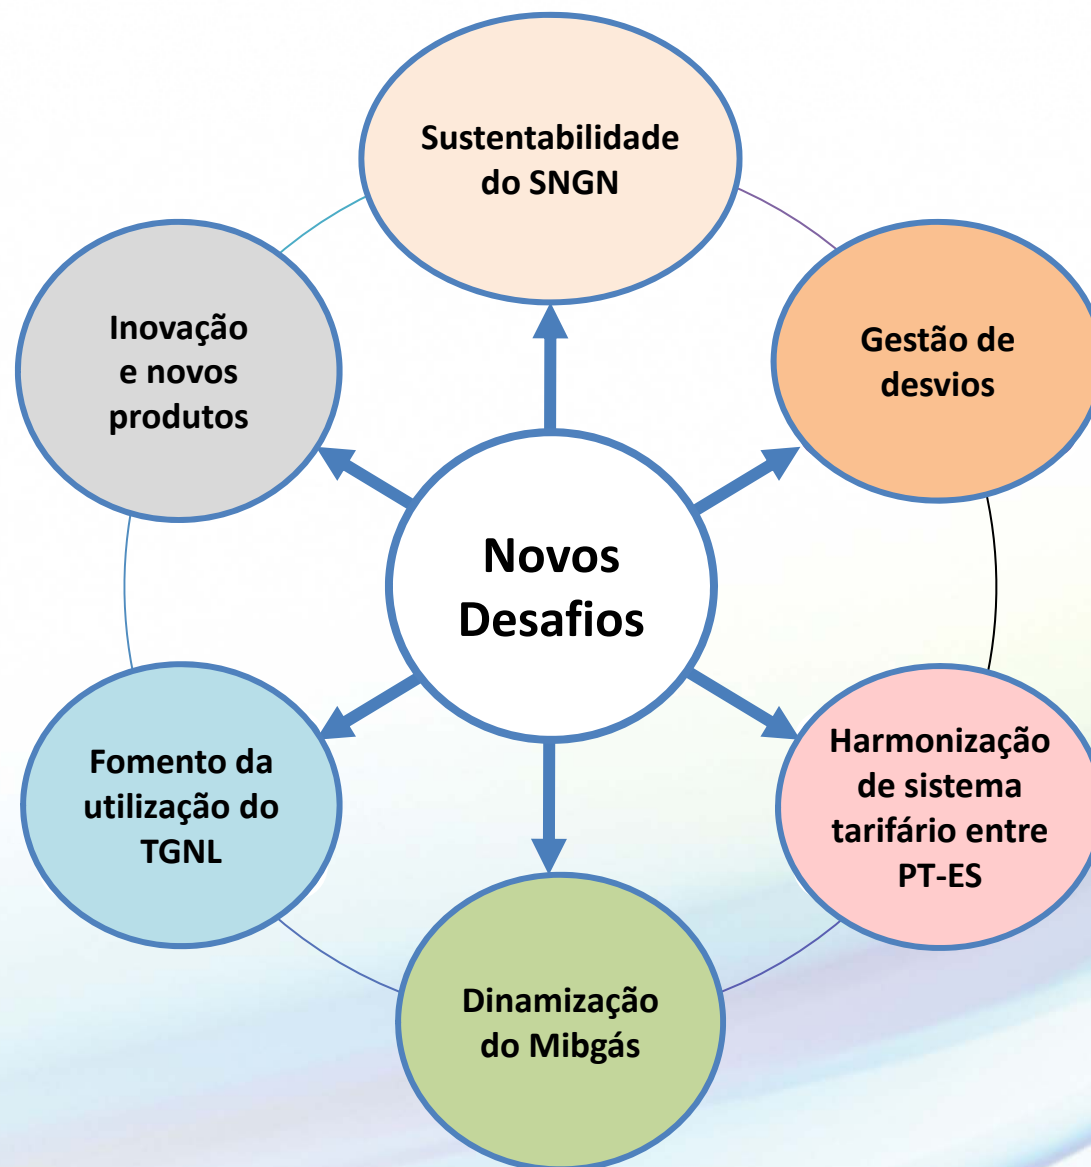 Sustentabilidade
do SNGN
Inovação
e novos
produtos
Gestão de
desvios
Novos
Desafios
Fomento da
utilização do
TGNL
Harmonização
de sistema
tarifário entre
PT-ES
Dinamização
do Mibgás